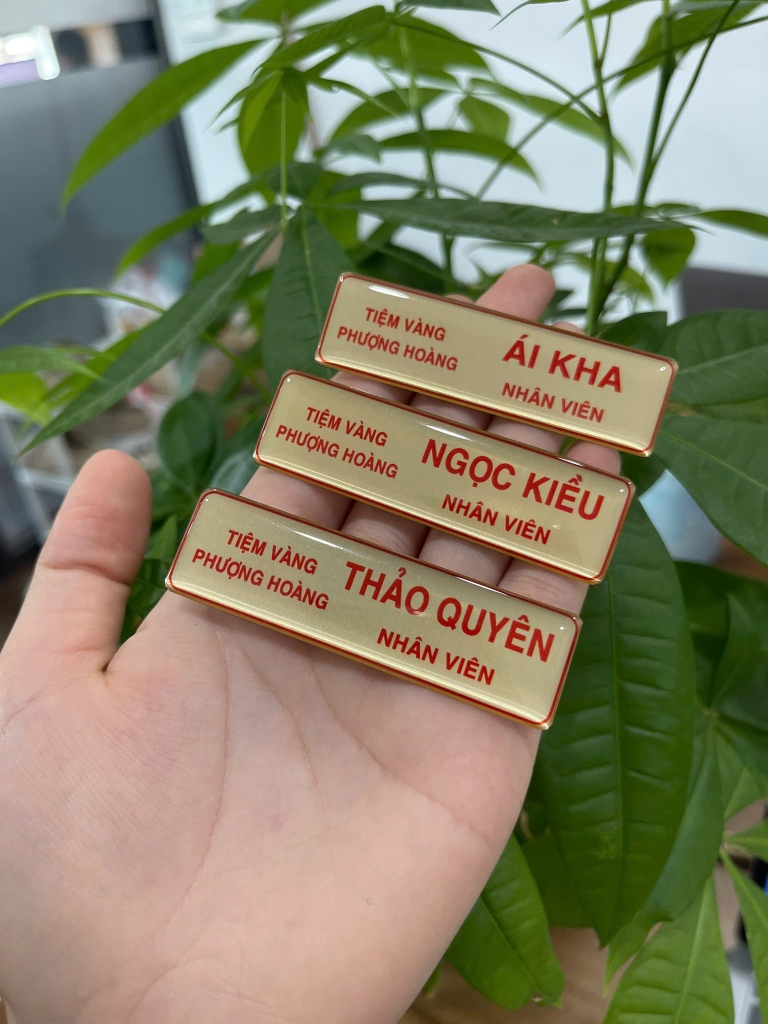 TIỆM VÀNG
PHƯỢNG HOÀNG
ÁI KHA
NHÂN VIÊN
TIỆM VÀNG
PHƯỢNG HOÀNG
NGỌC KIỀU
NHÂN VIÊN
TIỆM VÀNG
PHƯỢNG HOÀNG
THẢO QUYÊN
NHÂN VIÊN